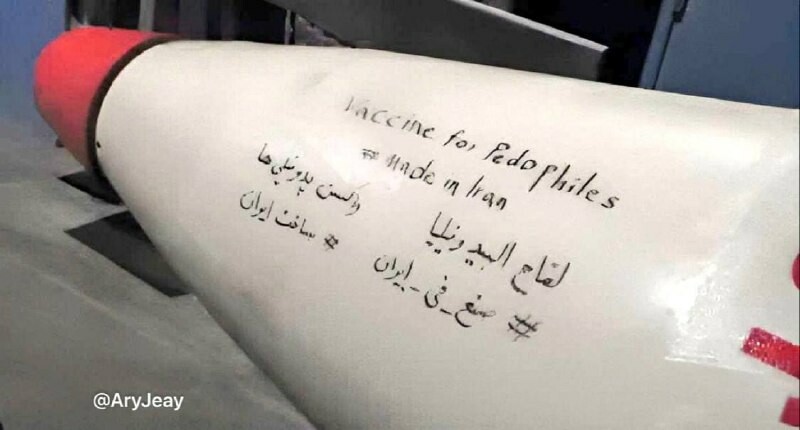 Vaccine for Pedophiles
# Made in Iran
واکسن پدوفیلی ها
# ساخت ایران
لقاح البيدوفيليا
# صنع_في_إيران
@AryJeay